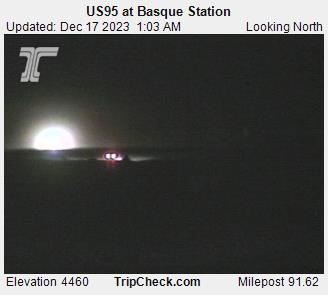 US95 at Basque Station
Updated: Dec 17 2023 1:03 AM Looking North
Elevation 4460 TripCheck.com Milepost 91.62